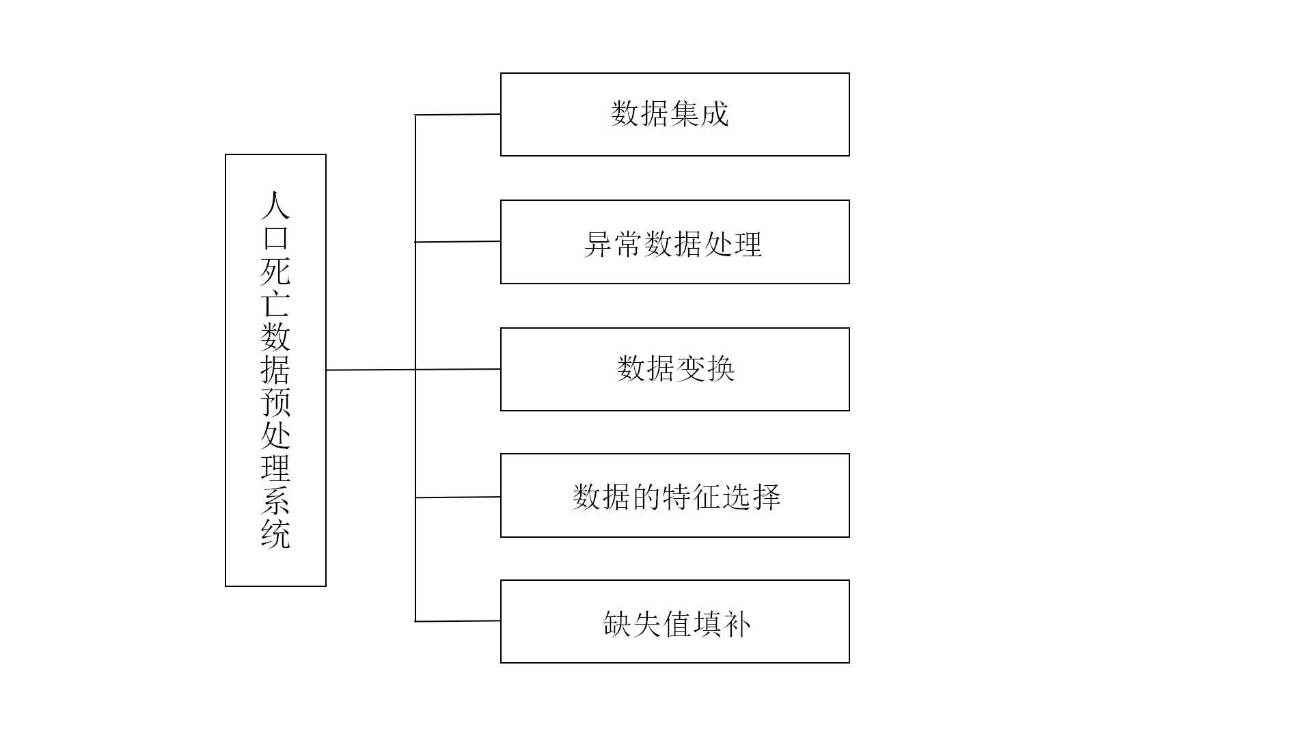 人口死亡数据预处理系统
数据集成
异常数据处理
数据变换
数据的特征选择
缺失值填补